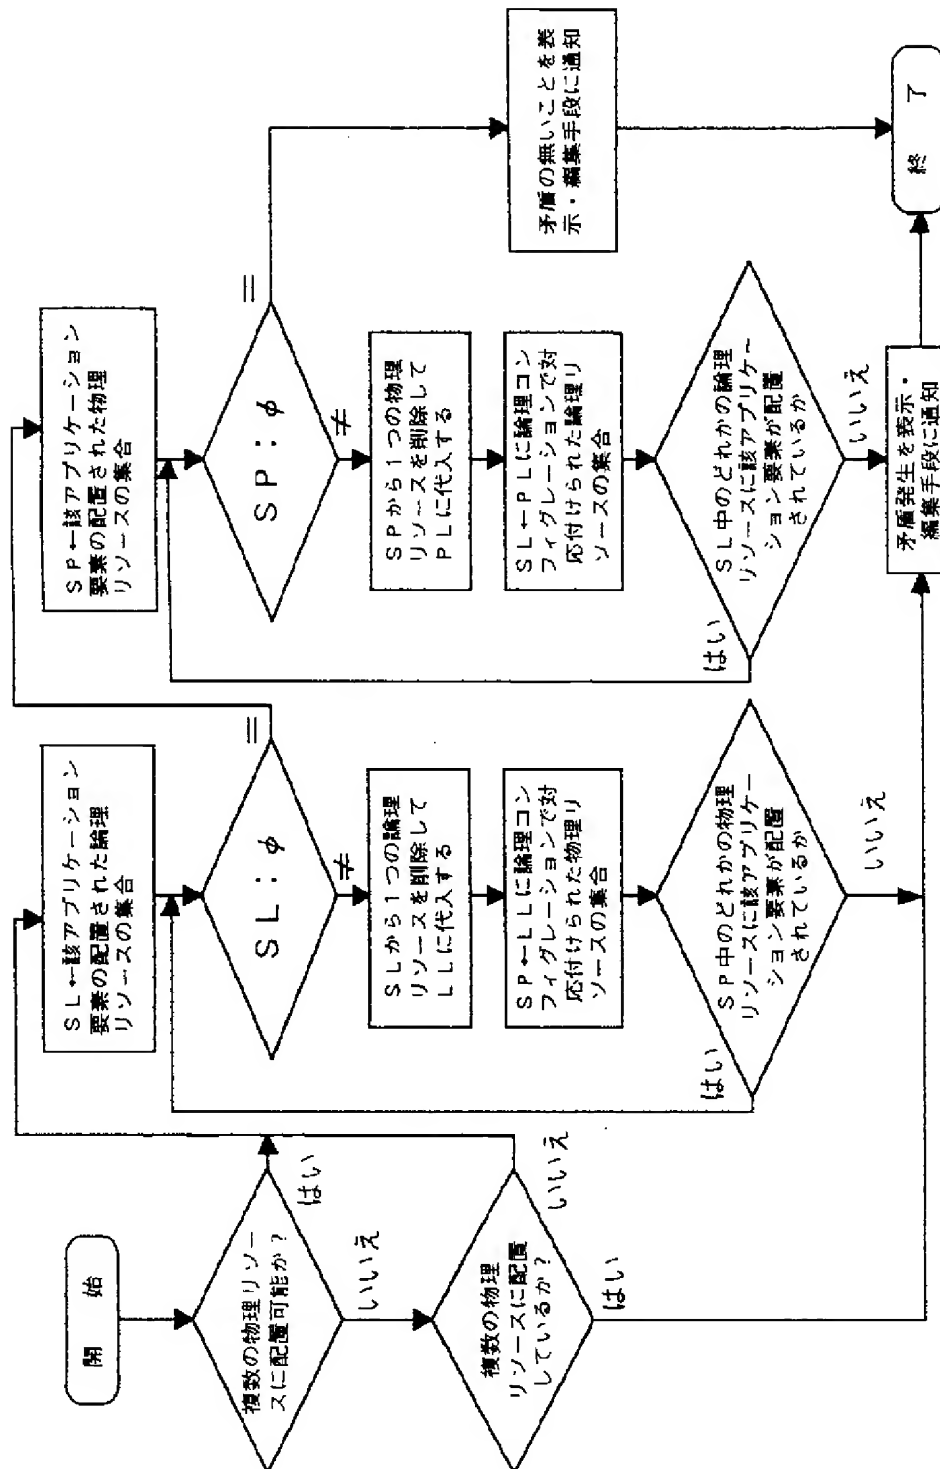 開　始
複数の物理リソー
スに配置可能か？
はい
いいえ
複数の物理
リソースに配置
しているか？
いいえ
はい
ＳＬ←該アプリケーション
要素の配置された論理
リソースの集合
ＳＬ：φ
＝
≠
ＳＬから１つの論理
リソースを削除して
ＬＬに代入する
ＳＰ←ＬＬに論理コン
フィグレーションで対
応付けられた物理リ
ソースの集合
ＳＰ中のどれかの物理
リソースに該アプリケー
ション要素が配置
されているか
はい
いいえ
ＳＰ←該アプリケーション
要素の配置された物理
リソースの集合
ＳＰ：φ
＝
≠
ＳＰから１つの物理
リソースを削除して
ＰＬに代入する
ＳＬ←ＰＬに論理コン
フィグレーションで対
応付けられた論理リ
ソースの集合
ＳＬ中のどれかの論理
リソースに該アプリケー
ション要素が配置
されているか
はい
いいえ
矛盾発生を表示・
編集手段に通知
矛盾の無いことを表
示・編集手段に通知
終　了